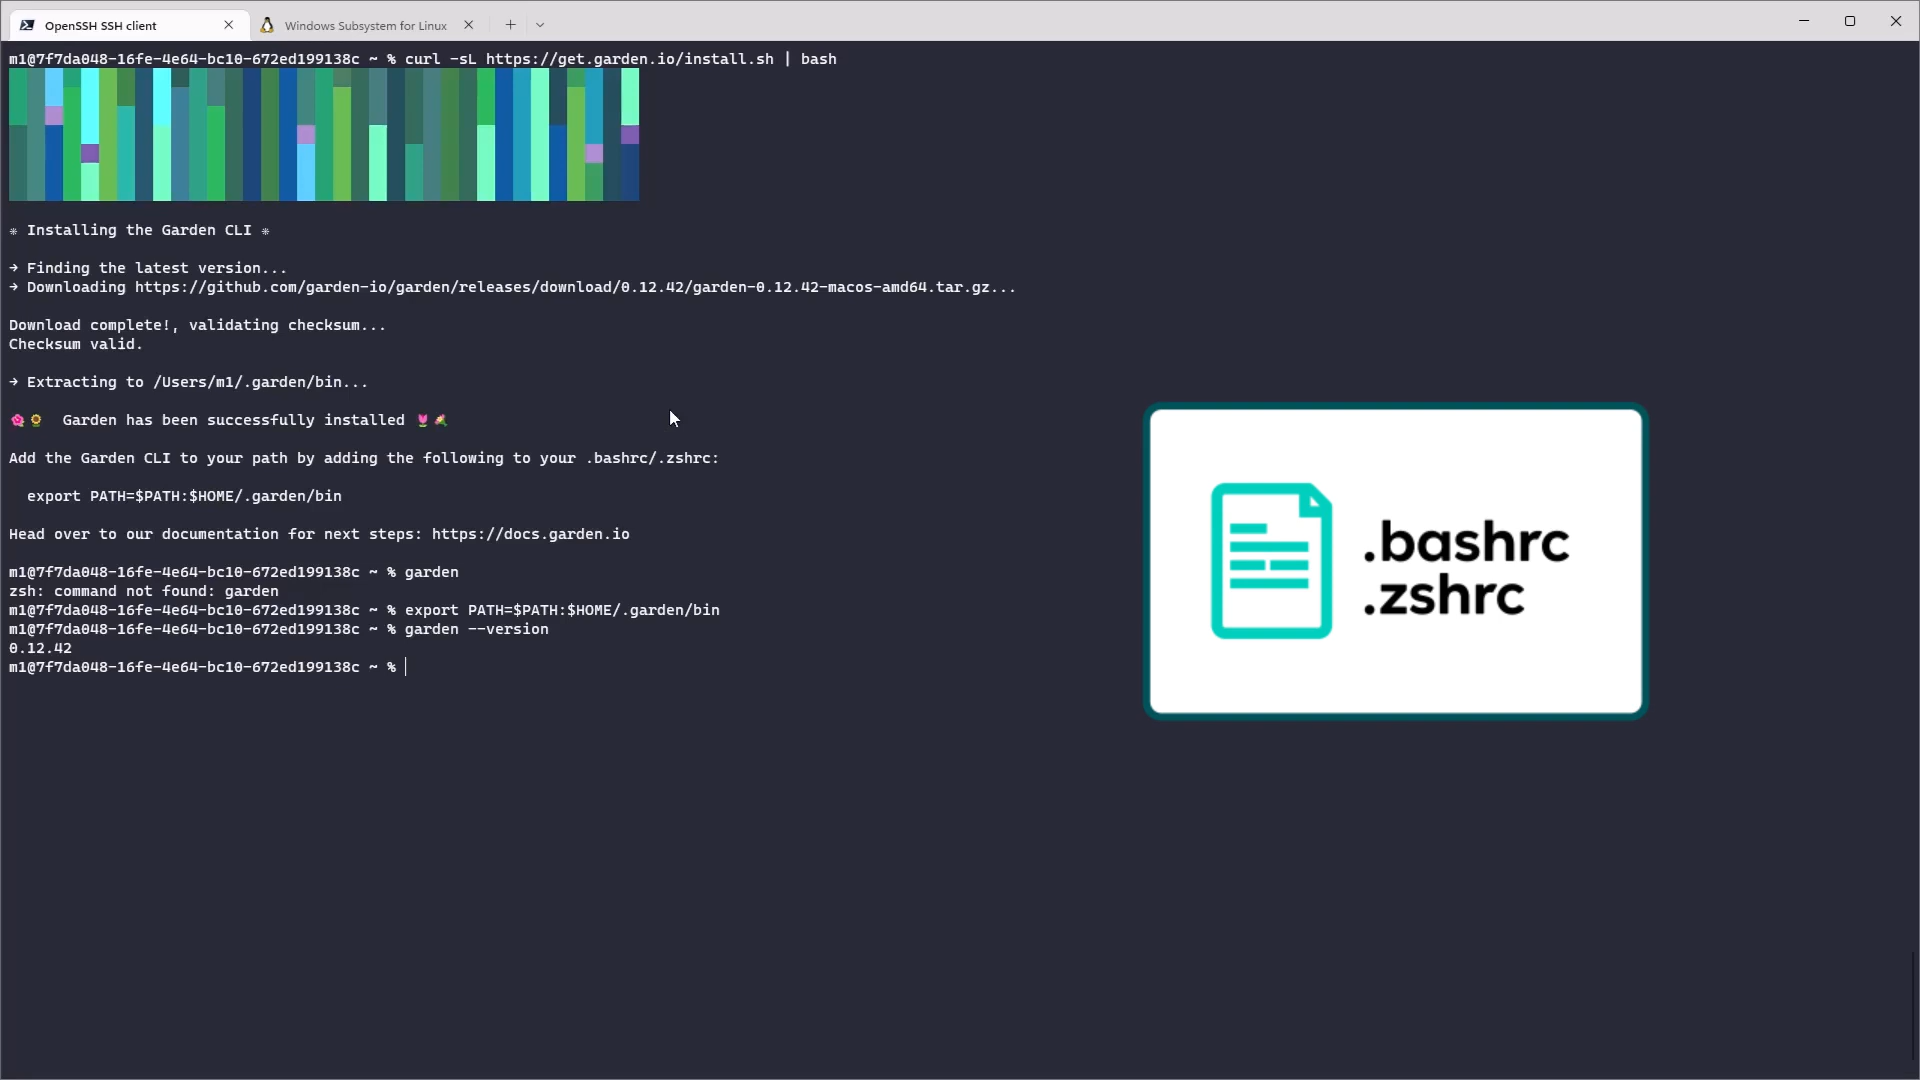 OpenSSH SSH client
Windows Subsystem for Linux
m1@7f7da048-16fe-4e64-bc10-672ed199138c ~ % curl -sL https://get.garden.io/install.sh | bash
❊ Installing the Garden CLI ❊
→ Finding the latest version...
→ Downloading https://github.com/garden-io/garden/releases/download/0.12.42/garden-0.12.42-macos-amd64.tar.gz...
Download complete!, validating checksum...
Checksum valid.
→ Extracting to /Users/m1/.garden/bin...
🌺🌻  Garden has been successfully installed 🌷💐
Add the Garden CLI to your path by adding the following to your .bashrc/.zshrc:
export PATH=$PATH:$HOME/.garden/bin
Head over to our documentation for next steps: https://docs.garden.io
m1@7f7da048-16fe-4e64-bc10-672ed199138c ~ % garden
zsh: command not found: garden
m1@7f7da048-16fe-4e64-bc10-672ed199138c ~ % export PATH=$PATH:$HOME/.garden/bin
m1@7f7da048-16fe-4e64-bc10-672ed199138c ~ % garden --version
0.12.42
m1@7f7da048-16fe-4e64-bc10-672ed199138c ~ %
.bashrc
.zshrc